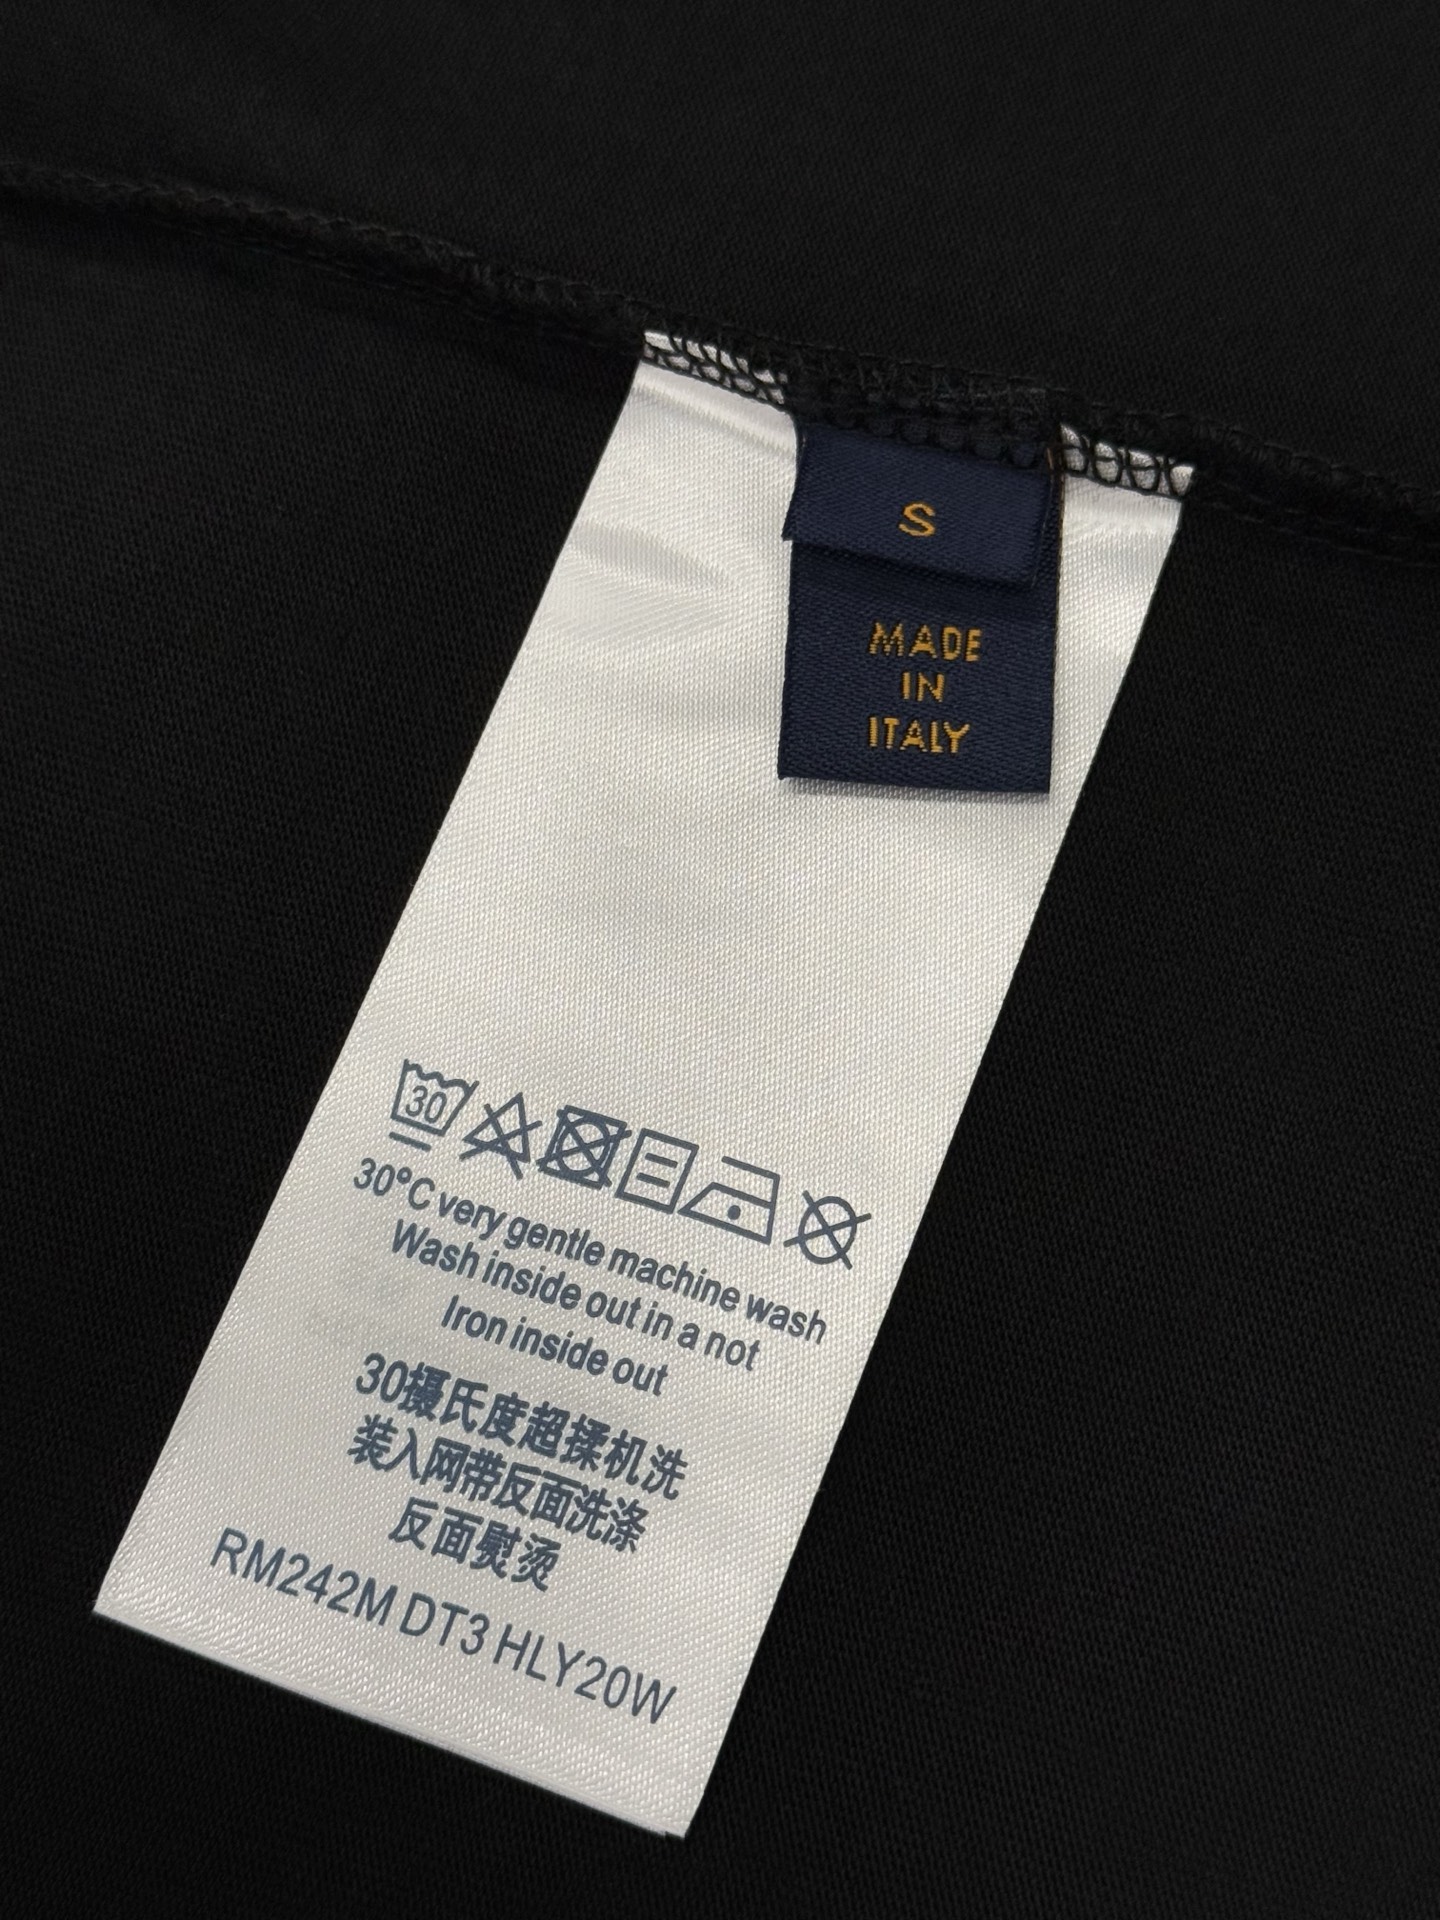 S
MADE
IN
ITALY
30
30°C very gentle machine wash
Wash inside out in a not
Iron inside out
30摄氏度超揉机洗
装入网带反面洗涤
反面熨烫
RM242M DT3 HLY20W